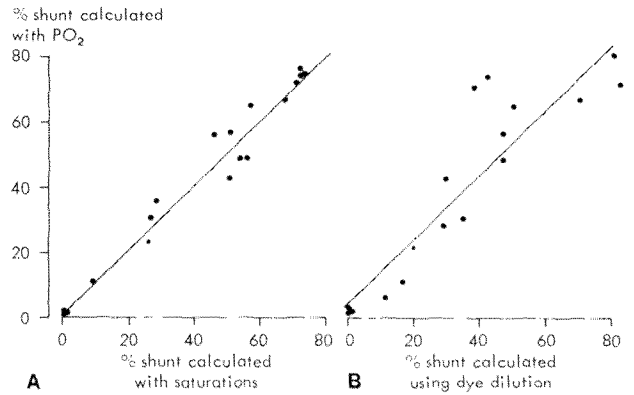 % shunt calculated
with PO2
80
60
40
20
0
0 20 40 60 80
% shunt calculated
with saturations
A
0 20 40 60 80
% shunt calculated
using dye dilution
B